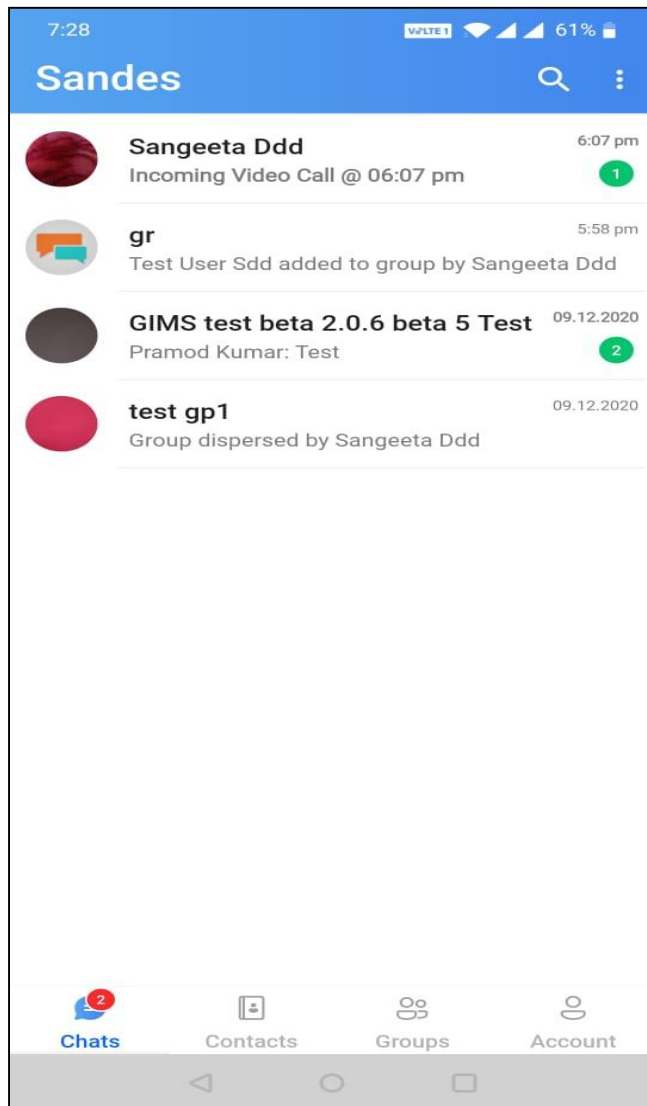 7:28 VoLTE 1 61%
Sandes
Sangeeta Ddd 6:07 pm
Incoming Video Call @ 06:07 pm 1
gr 5:58 pm
Test User Sdd added to group by Sangeeta Ddd
GIMS test beta 2.0.6 beta 5 Test 09.12.2020
Pramod Kumar: Test 2
test gp1 09.12.2020
Group dispersed by Sangeeta Ddd
2
Chats Contacts Groups Account